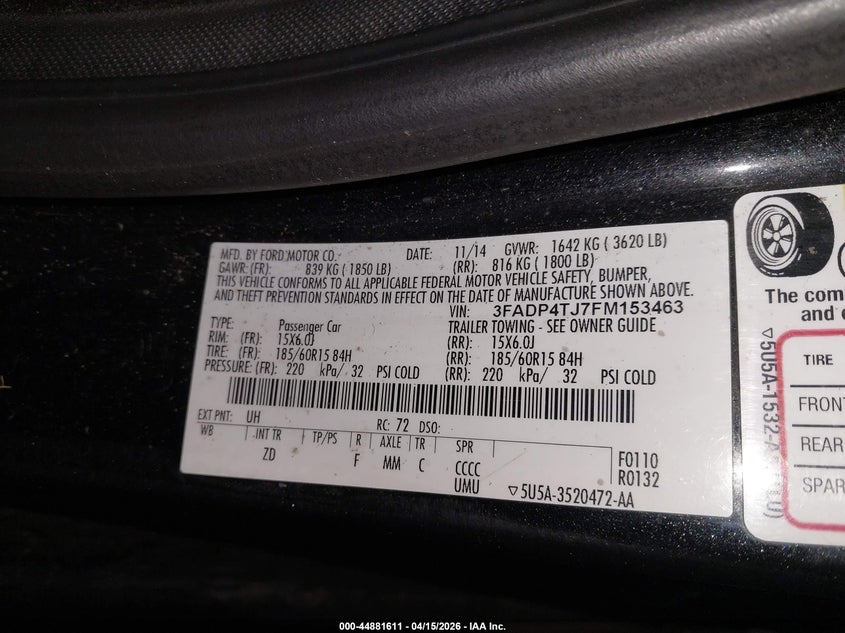 MFD. BY FORD MOTOR CO. DATE: 11/14 GVWR: 1642 KG ( 3620 LB)
GAWR: (FR): 839 KG ( 1850 LB) (RR): 816 KG ( 1800 LB)
THIS VEHICLE CONFORMS TO ALL APPLICABLE FEDERAL MOTOR VEHICLE SAFETY, BUMPER,
AND THEFT PREVENTION STANDARDS IN EFFECT ON THE DATE OF MANUFACTURE SHOWN ABOVE.
VIN: 3FADP4TJ7FM153463
TYPE: Passenger Car TRAILER TOWING - SEE OWNER GUIDE
RIM: (FR): 15X6.0J (RR): 15X6.0J
TIRE: (FR): 185/60R15 84H (RR): 185/60R15 84H
PRESSURE: (FR): 220 kPa/ 32 PSI COLD (RR): 220 kPa/ 32 PSI COLD
EXT PNT: UH RC: 72 DSO:
WB INT TR TP/PS R AXLE TR SPR
ZD F MM C CCCC F0110
UMU R0132
▽5U5A-3520472-AA
The com
TIRE
FRONT
REAR
SPAR
▽5U5A-1532-
000-44881611 - 04/15/2026 - IAA Inc.